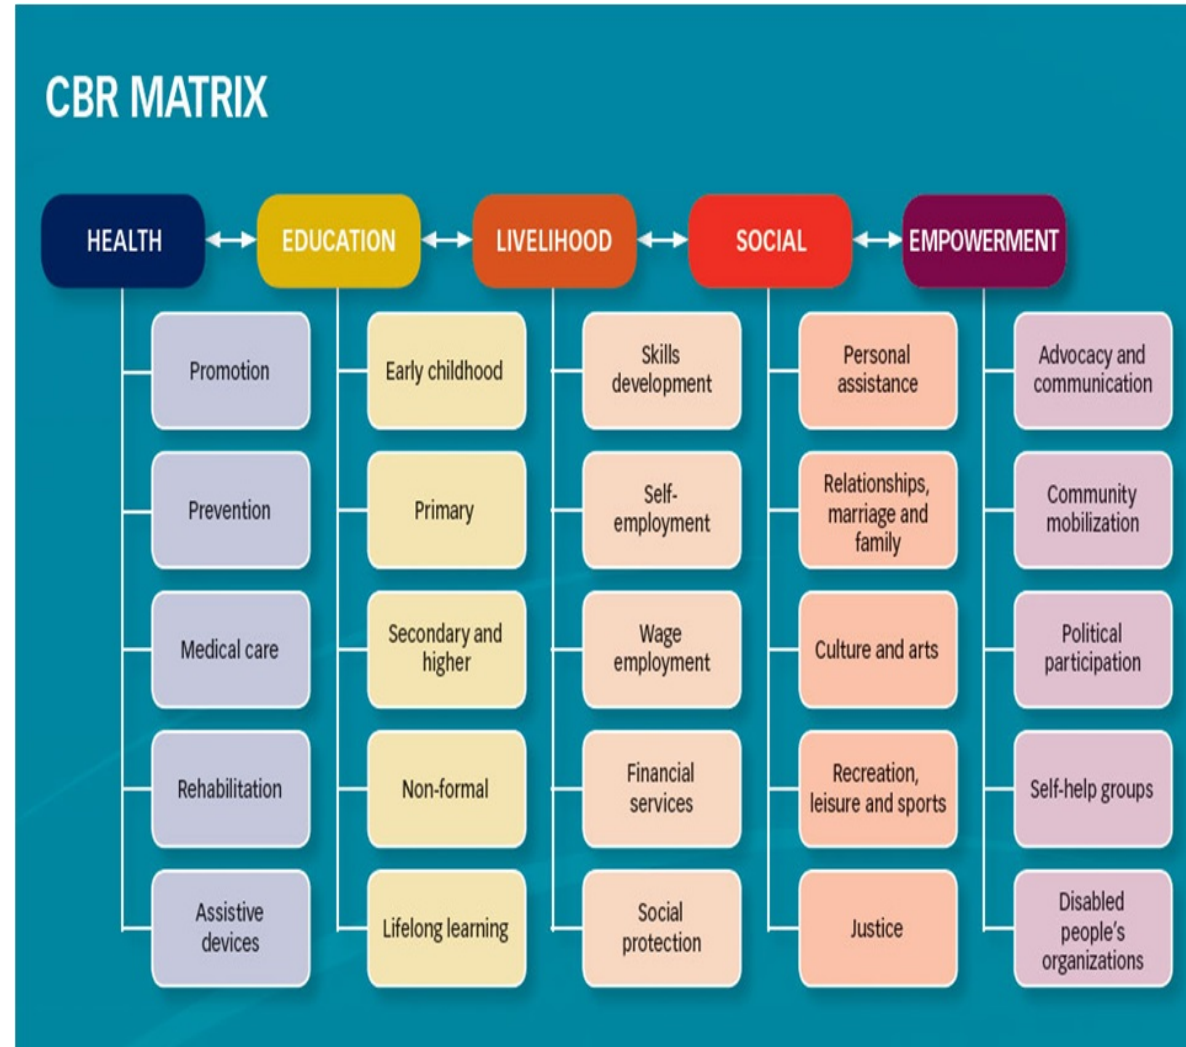 CBR MATRIX
HEALTH
EDUCATION
LIVELIHOOD
SOCIAL
EMPOWERMENT
Promotion
Prevention
Medical care
Rehabilitation
Assistive
devices
Early childhood
Primary
Secondary and
higher
Non-formal
Lifelong learning
Skills
development
Self-
employment
Wage
employment
Financial
services
Social
protection
Personal
assistance
Relationships,
marriage and
family
Culture and arts
Recreation,
leisure and sports
Justice
Advocacy and
communication
Community
mobilization
Political
participation
Self-help groups
Disabled
people's
organizations